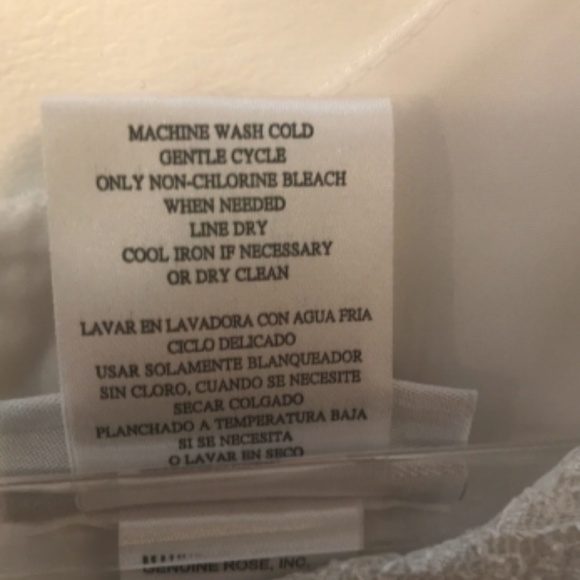 MACHINE WASH COLD
GENTLE CYCLE
ONLY NON-CHLORINE BLEACH
WHEN NEEDED
LINE DRY
COOL IRON IF NECESSARY
OR DRY CLEAN
LAVAR EN LAVADORA CON AGUA FRIA
CICLO DELICADO
USAR SOLAMENTE BLANQUEADOR
SIN CLORO, CUANDO SE NECESITE
SECAR COLGADO
PLANCHADO A TEMPERATURA BAJA
SI SE NECESITA
O LAVAR EN SECO
GENUINE ROSE, INC.